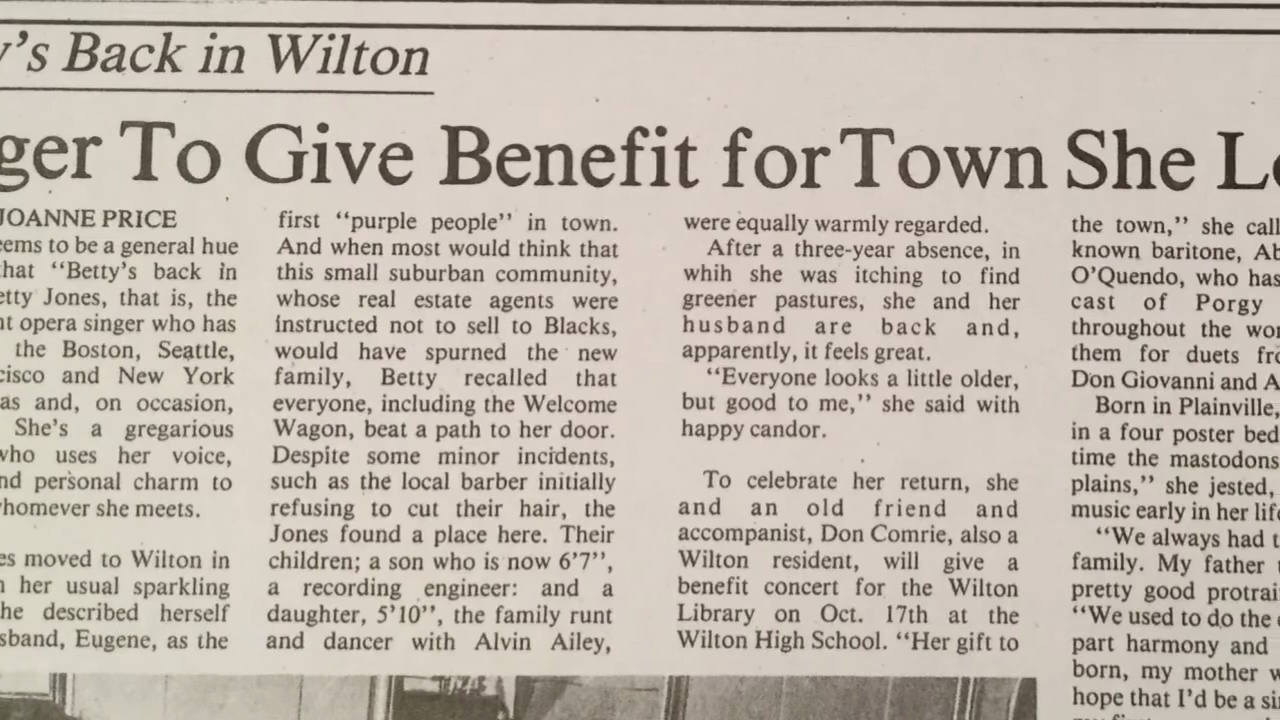 y's Back in Wilton
ger To Give Benefit for Town She Lo
JOANNE PRICE
eems to be a general hue
that "Betty's back in
etty Jones, that is, the
nt opera singer who has
the Boston, Seattle,
cisco and New York
as and, on occasion,
She's a gregarious
who uses her voice,
nd personal charm to
whomever she meets.
es moved to Wilton in
her usual sparkling
he described herself
sband, Eugene, as the
first "purple people" in town.
And when most would think that
this small suburban community,
whose real estate agents were
instructed not to sell to Blacks,
would have spurned the new
family, Betty recalled that
everyone, including the Welcome
Wagon, beat a path to her door.
Despite some minor incidents,
such as the local barber initially
refusing to cut their hair, the
Jones found a place here. Their
children; a son who is now 6'7",
a recording engineer: and a
daughter, 5'10", the family runt
and dancer with Alvin Ailey,
were equally warmly regarded.
After a three-year absence, in
whih she was itching to find
greener pastures, she and her
husband are back and,
apparently, it feels great.
"Everyone looks a little older,
but good to me," she said with
happy candor.
To celebrate her return, she
and an old friend and
accompanist, Don Comrie, also a
Wilton resident, will give a
benefit concert for the Wilton
Library on Oct. 17th at the
Wilton High School. "Her gift to
the town," she call
known baritone, Ab
O'Quendo, who has
cast of Porgy
throughout the wor
them for duets fro
Don Giovanni and A
Born in Plainville,
in a four poster bed
time the mastodons
plains," she jested,
music early in her life
"We always had t
family. My father
pretty good protrai
"We used to do the
part harmony and
born, my mother w
hope that I'd be a si